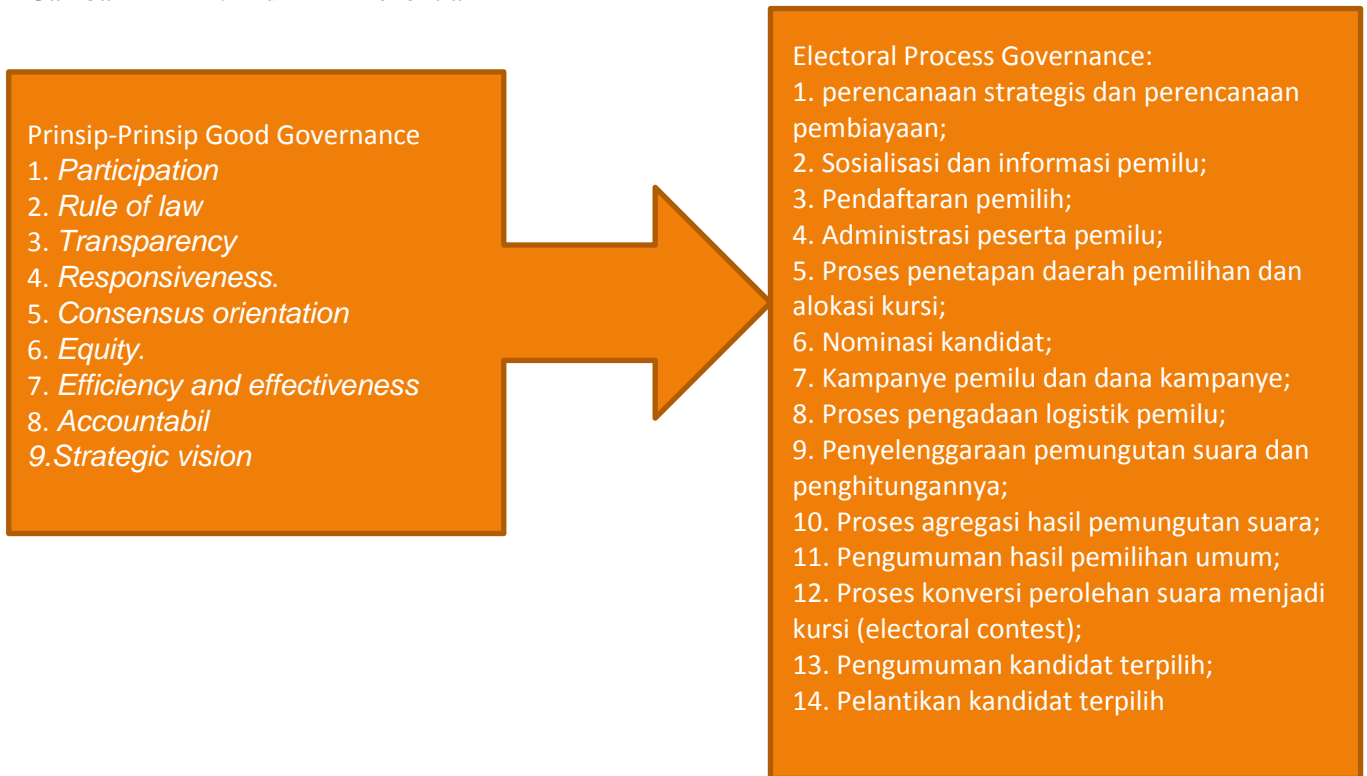 Prinsip-Prinsip Good Governance
1. Participation
2. Rule of law
3. Transparency
4. Responsiveness.
5. Consensus orientation
6. Equity.
7. Efficiency and effectiveness
8. Accountabil
9.Strategic vision
Electoral Process Governance:
1. perencanaan strategis dan perencanaan
pembiayaan;
2. Sosialisasi dan informasi pemilu;
3. Pendaftaran pemilih;
4. Administrasi peserta pemilu;
5. Proses penetapan daerah pemilihan dan
alokasi kursi;
6. Nominasi kandidat;
7. Kampanye pemilu dan dana kampanye;
8. Proses pengadaan logistik pemilu;
9. Penyelenggaraan pemungutan suara dan
penghitungannya;
10. Proses agregasi hasil pemungutan suara;
11. Pengumuman hasil pemilihan umum;
12. Proses konversi perolehan suara menjadi
kursi (electoral contest);
13. Pengumuman kandidat terpilih;
14. Pelantikan kandidat terpilih